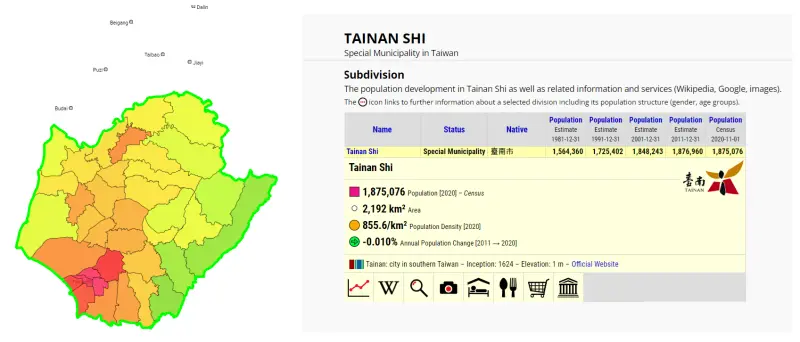 Dalin
Beigang
Taibao
Jiayi
Puzi
Budai
TAINAN SHI
Special Municipality in Taiwan
Subdivision
The population development in Tainan Shi as well as related information and services (Wikipedia, Google, images).
The icon links to further information about a selected division including its population structure (gender, age groups).
Name Status Native Population Estimate 1981-12-31 Population Estimate 1991-12-31 Population Estimate 2001-12-31 Population Estimate 2011-12-31 Population Census 2020-11-01
Tainan Shi Special Municipality 臺南市 1,564,360 1,725,402 1,848,243 1,876,960 1,875,076
Tainan Shi
臺南
TAINAN
1,875,076 Population [2020] – Census
2,192 km² Area
855.6/km² Population Density [2020]
-0.010% Annual Population Change [2011 → 2020]
Tainan: city in southern Taiwan – Inception: 1624 – Elevation: 1 m – Official Website
W